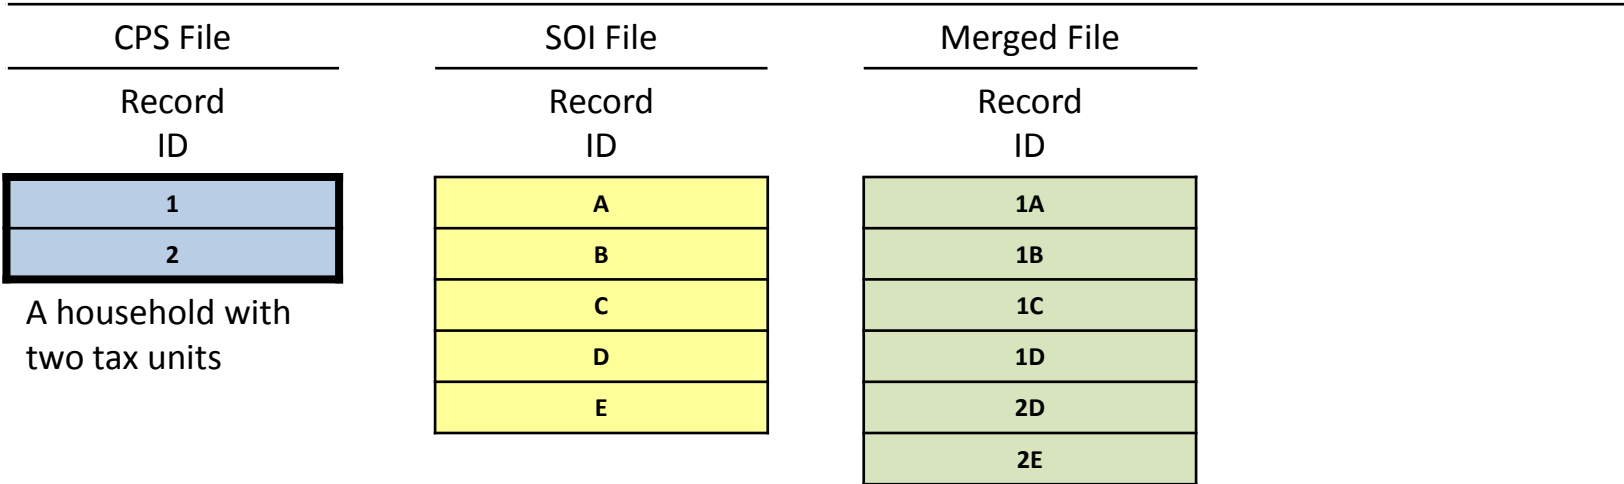 CPS File
SOI File
Merged File
Record
ID
Record
ID
Record
ID
1
A
1A
2
B
1B
A household with
two tax units
C
1C
D
1D
E
2D
2E